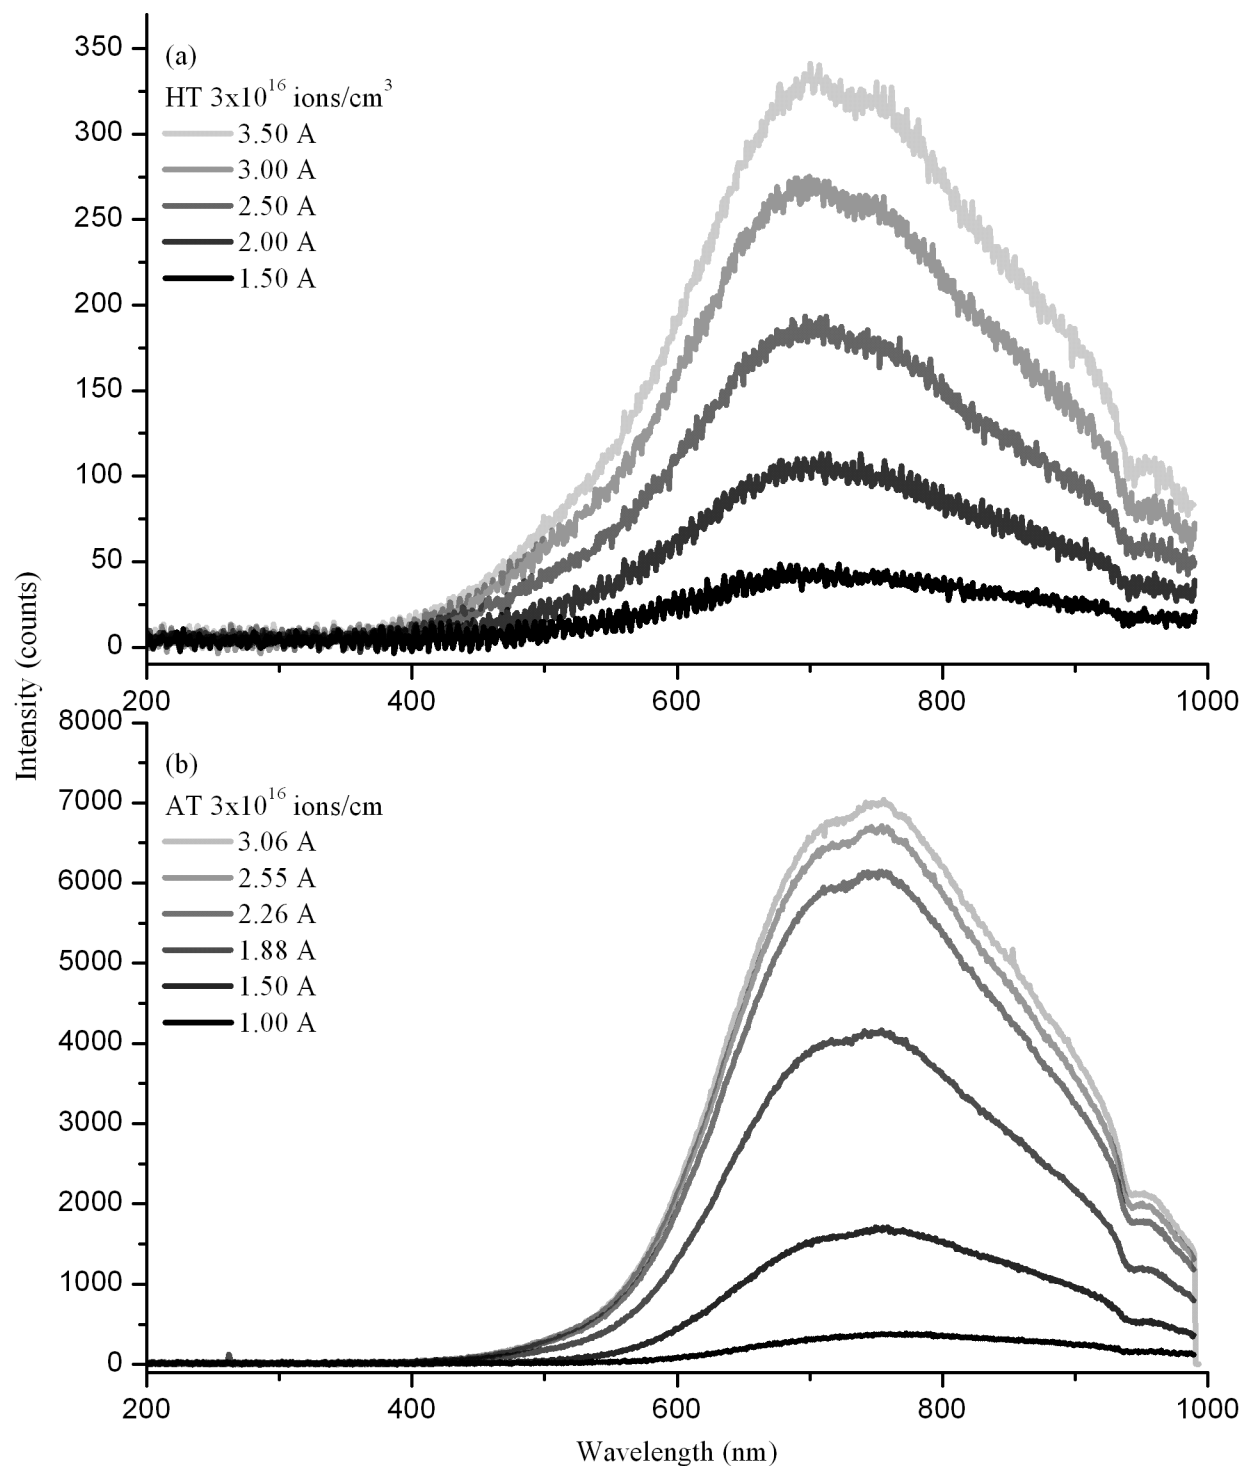 Intensity (counts)
350
300
250
200
150
100
50
0
(a)
HT 3x10^16 ions/cm^3
3.50 A
3.00 A
2.50 A
2.00 A
1.50 A
200 400 600 800 1000
8000
7000
6000
5000
4000
3000
2000
1000
0
(b)
AT 3x10^16 ions/cm
3.06 A
2.55 A
2.26 A
1.88 A
1.50 A
1.00 A
200 400 600 800 1000
Wavelength (nm)